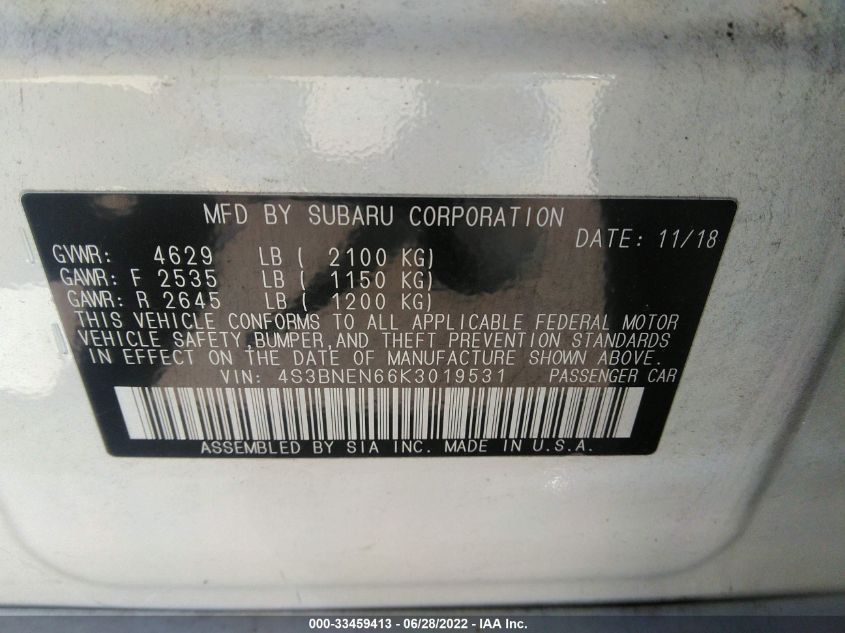 MFD BY SUBARU CORPORATION
DATE: 11/18
GVWR: 4629 LB ( 2100 KG)
GAWR: F 2535 LB ( 1150 KG)
GAWR: R 2645 LB ( 1200 KG)
THIS VEHICLE CONFORMS TO ALL APPLICABLE FEDERAL MOTOR
VEHICLE SAFETY, BUMPER, AND THEFT PREVENTION STANDARDS
IN EFFECT ON THE DATE OF MANUFACTURE SHOWN ABOVE.
VIN: 4S3BNEN66K3019531 PASSENGER CAR
ASSEMBLED BY SIA INC. MADE IN U.S.A.
000-33459413 - 06/28/2022 - IAA Inc.